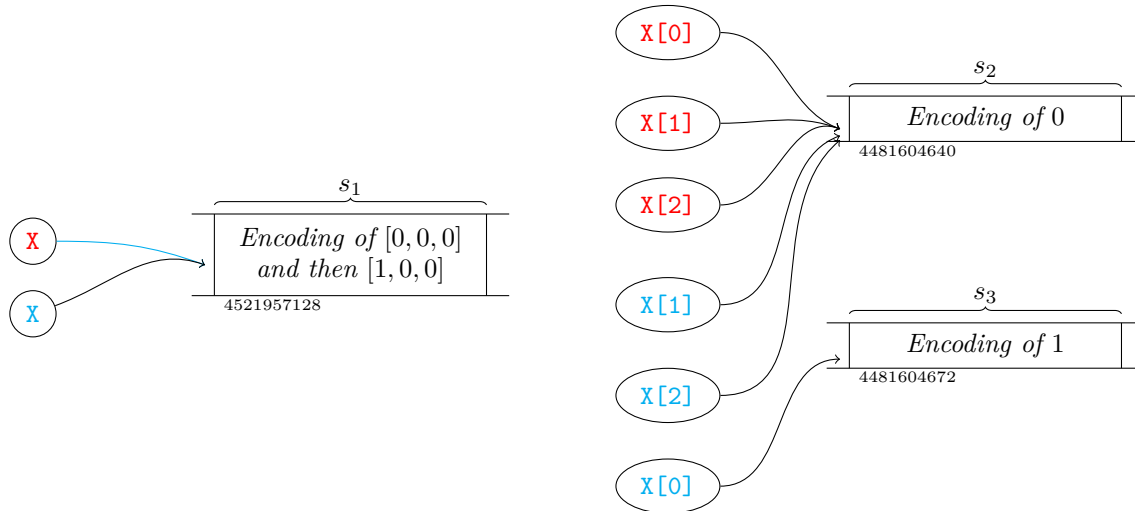 X
X
s₁
Encoding of [0, 0, 0]
and then [1, 0, 0]
4521957128
X[0]
X[1]
X[2]
X[1]
X[2]
X[0]
s₂
Encoding of 0
4481604640
s₃
Encoding of 1
4481604672